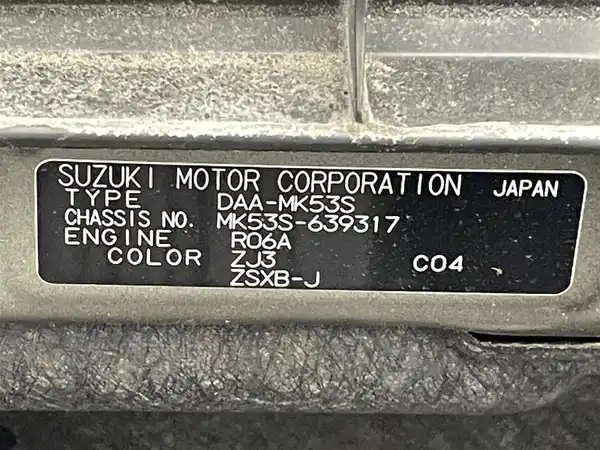 SUZUKI MOTOR CORPORATION JAPAN
TYPE DAA-MK53S
CHASSIS NO. MK53S-639317
ENGINE R06A
COLOR ZJ3 C04
ZSXB-J